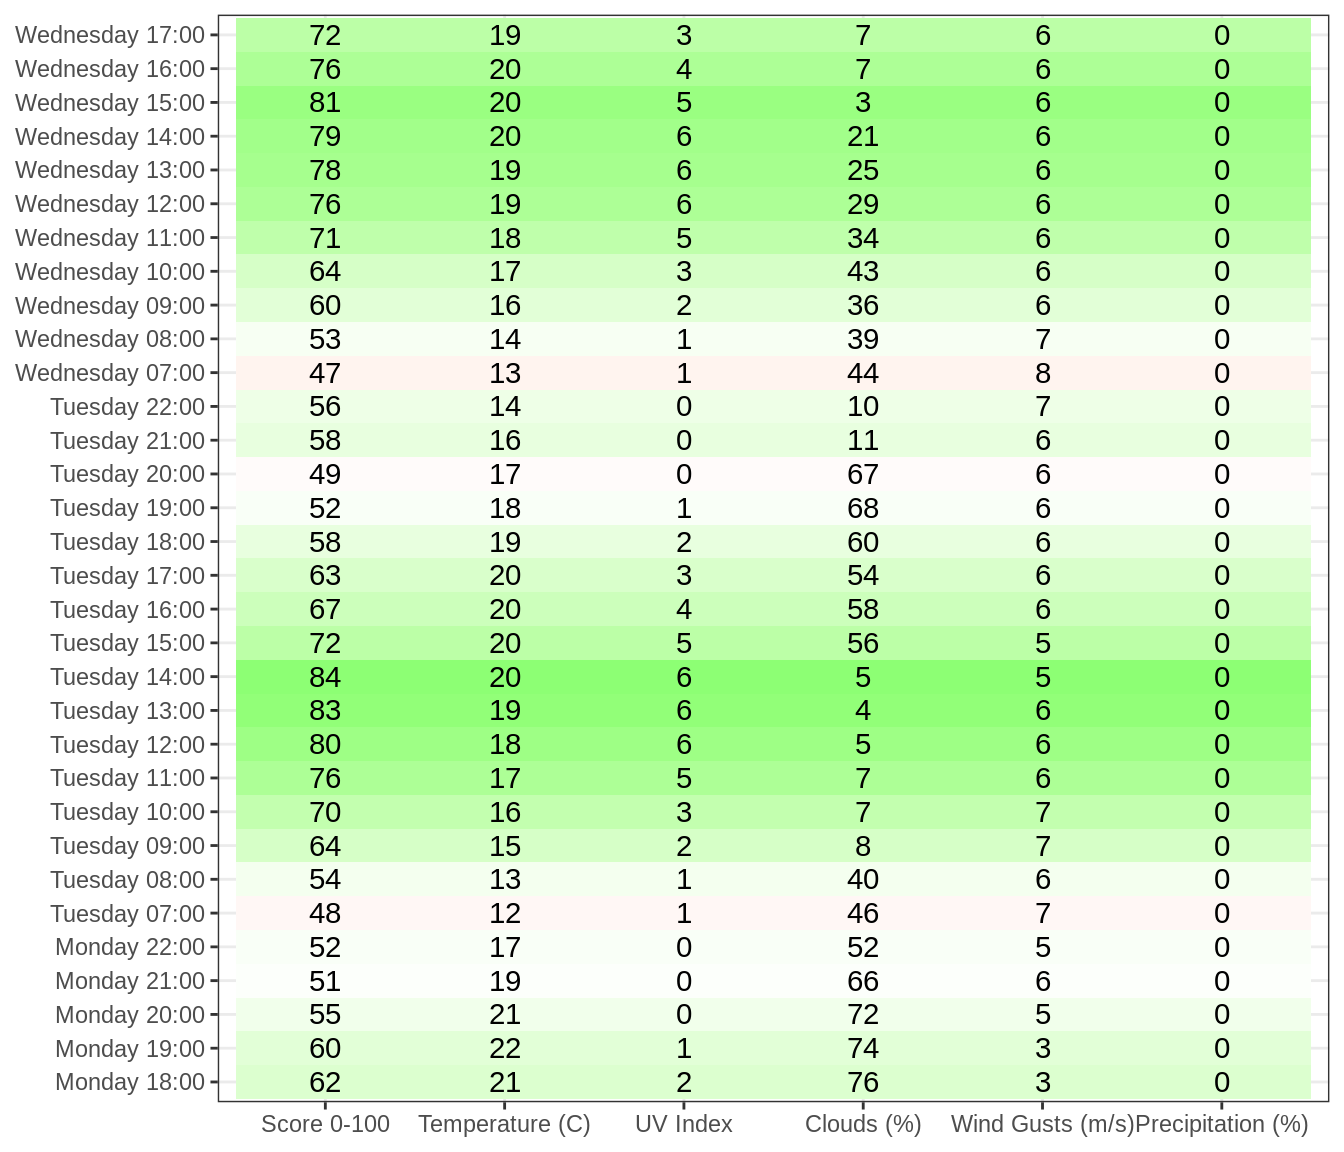 Wednesday 17:00 72 19 3 7 6 0
Wednesday 16:00 76 20 4 7 6 0
Wednesday 15:00 81 20 5 3 6 0
Wednesday 14:00 79 20 6 21 6 0
Wednesday 13:00 78 19 6 25 6 0
Wednesday 12:00 76 19 6 29 6 0
Wednesday 11:00 71 18 5 34 6 0
Wednesday 10:00 64 17 3 43 6 0
Wednesday 09:00 60 16 2 36 6 0
Wednesday 08:00 53 14 1 39 7 0
Wednesday 07:00 47 13 1 44 8 0
Tuesday 22:00 56 14 0 10 7 0
Tuesday 21:00 58 16 0 11 6 0
Tuesday 20:00 49 17 0 67 6 0
Tuesday 19:00 52 18 1 68 6 0
Tuesday 18:00 58 19 2 60 6 0
Tuesday 17:00 63 20 3 54 6 0
Tuesday 16:00 67 20 4 58 6 0
Tuesday 15:00 72 20 5 56 5 0
Tuesday 14:00 84 20 6 5 5 0
Tuesday 13:00 83 19 6 4 6 0
Tuesday 12:00 80 18 6 5 6 0
Tuesday 11:00 76 17 5 7 6 0
Tuesday 10:00 70 16 3 7 7 0
Tuesday 09:00 64 15 2 8 7 0
Tuesday 08:00 54 13 1 40 6 0
Tuesday 07:00 48 12 1 46 7 0
Monday 22:00 52 17 0 52 5 0
Monday 21:00 51 19 0 66 6 0
Monday 20:00 55 21 0 72 5 0
Monday 19:00 60 22 1 74 3 0
Monday 18:00 62 21 2 76 3 0
Score 0-100 Temperature (C) UV Index Clouds (%) Wind Gusts (m/s) Precipitation (%)